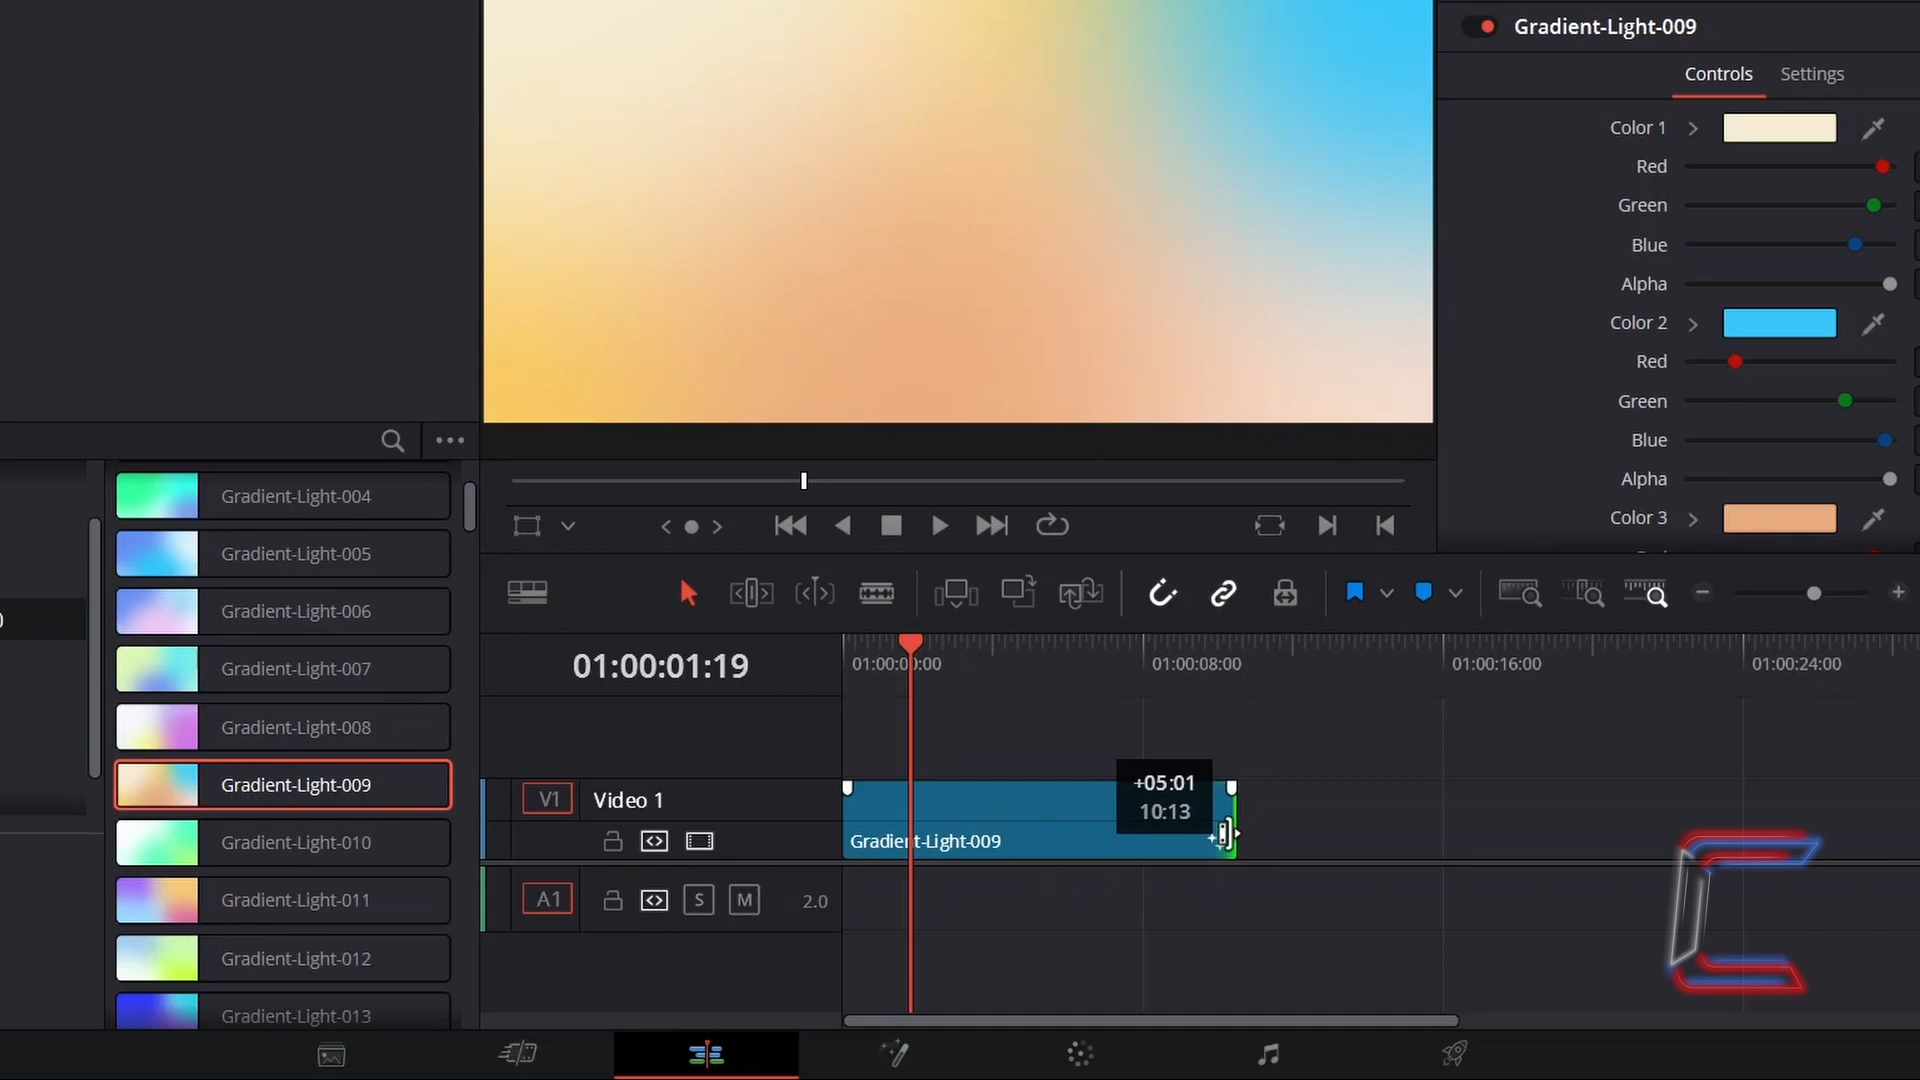 Gradient-Light-009
Controls
Settings
Color 1
Red
Green
Blue
Alpha
Color 2
Red
Green
Blue
Alpha
Color 3
Gradient-Light-004
Gradient-Light-005
Gradient-Light-006
Gradient-Light-007
Gradient-Light-008
Gradient-Light-009
Gradient-Light-010
Gradient-Light-011
Gradient-Light-012
Gradient-Light-013
01:00:01:19
01:00:00:00
01:00:08:00
01:00:16:00
01:00:24:00
V1
Video 1
+05:01
10:13
Gradient-Light-009
A1
S
M
2.0